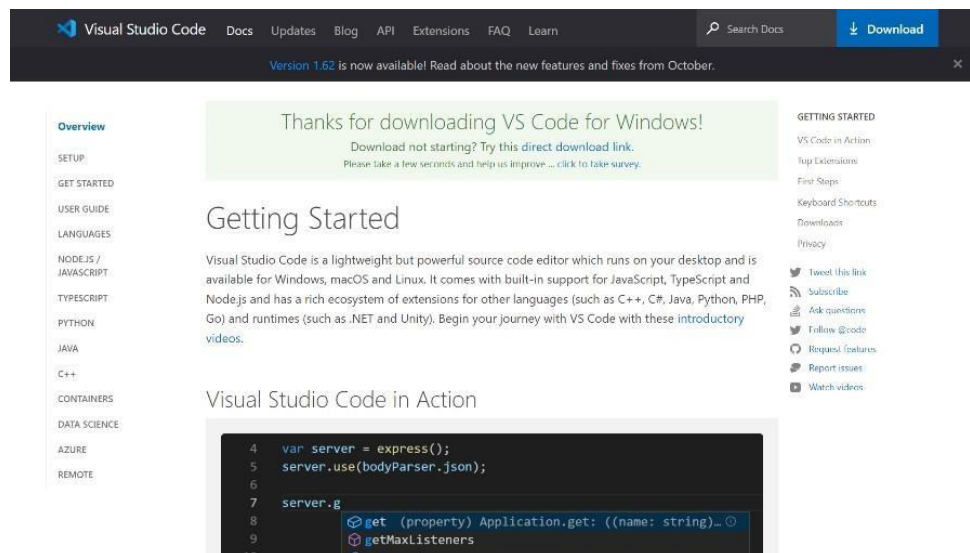 Visual Studio Code Docs Updates Blog API Extensions FAQ Learn Search Docs Download
Version 1.62 is now available! Read about the new features and fixes from October.
Overview
SETUP
GET STARTED
USER GUIDE
LANGUAGES
NODE.JS /
JAVASCRIPT
TYPESCRIPT
PYTHON
JAVA
C++
CONTAINERS
DATA SCIENCE
AZURE
REMOTE
Thanks for downloading VS Code for Windows!
Download not starting? Try this direct download link.
Please take a few seconds and help us improve ... click to take survey.
Getting Started
Visual Studio Code is a lightweight but powerful source code editor which runs on your desktop and is
available for Windows, macOS and Linux. It comes with built-in support for JavaScript, TypeScript and
Node.js and has a rich ecosystem of extensions for other languages (such as C++, C#, Java, Python, PHP,
Go) and runtimes (such as .NET and Unity). Begin your journey with VS Code with these introductory
videos.
Visual Studio Code in Action
4 var server = express();
5 server.use(bodyParser.json);
6
7 server.g
8 get (property) Application.get: ((name: string)…
9 getMaxListeners
GETTING STARTED
VS Code in Action
Top Extensions
First Steps
Keyboard Shortcuts
Downloads
Privacy
Tweet this link
Subscribe
Ask questions
Follow @code
Request features
Report issues
Watch videos